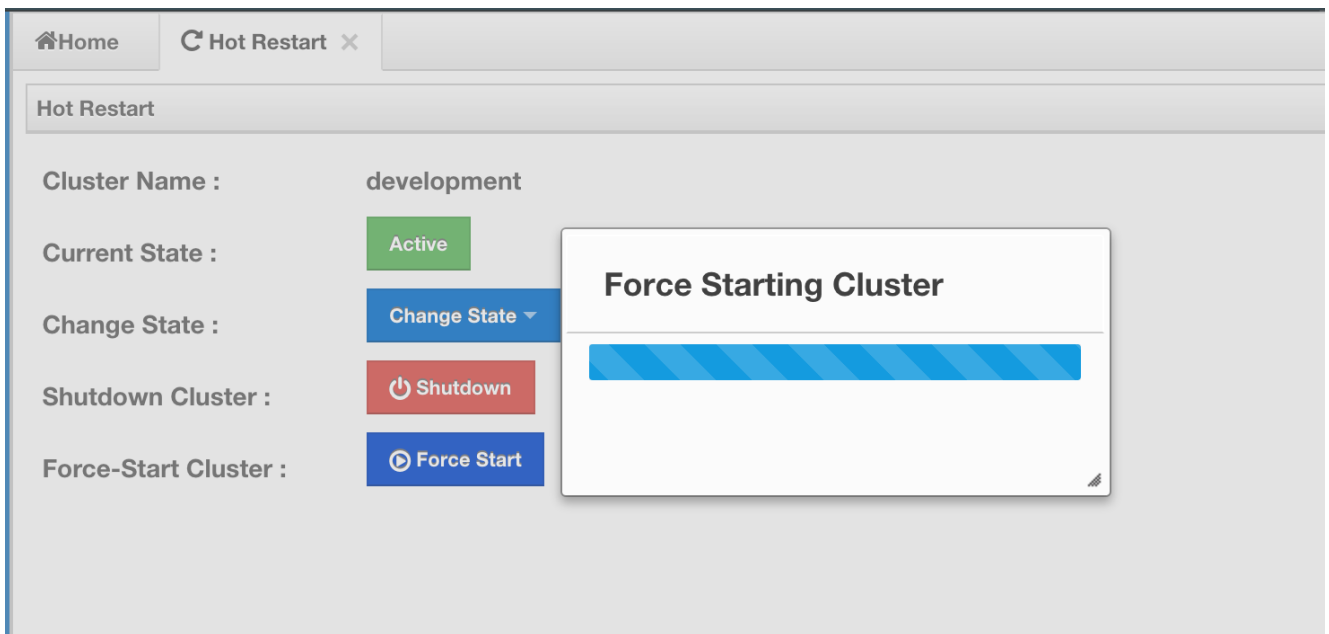 Home
Hot Restart
Hot Restart
Cluster Name : development
Current State : Active
Change State : Change State
Shutdown Cluster : Shutdown
Force-Start Cluster : Force Start
Force Starting Cluster